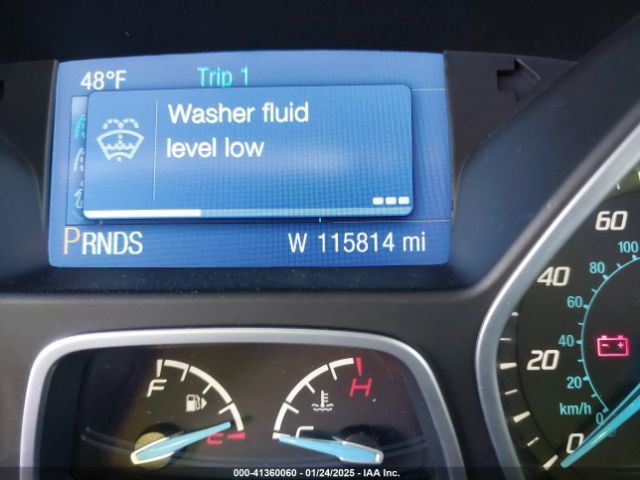 48°F Trip 1
Washer fluid
level low
PRNDS W 115814 mi
F E
C H
60
40
20
0
100
80
60
40
20
0
km/h
000-41360060 - 01/24/2025 - IAA Inc.